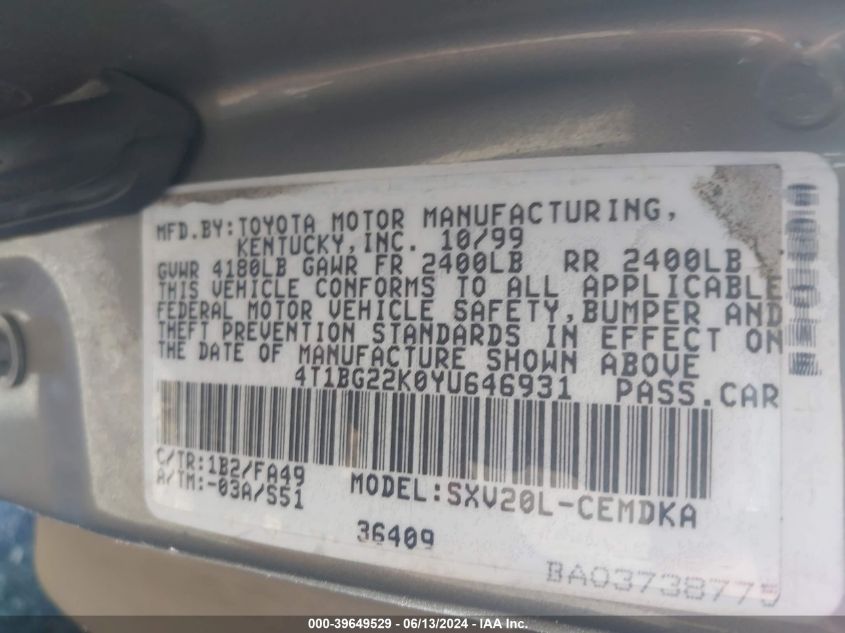 MFD.BY:TOYOTA MOTOR MANUFACTURING,
KENTUCKY,INC. 10/99
GVWR 4180LB GAWR FR 2400LB RR 2400LB
THIS VEHICLE CONFORMS TO ALL APPLICABLE
FEDERAL MOTOR VEHICLE SAFETY,BUMPER AND
THEFT PREVENTION STANDARDS IN EFFECT ON
THE DATE OF MANUFACTURE SHOWN ABOVE
4T1BG22K0YU646931 PASS.CAR
C/TR:1B2/FA49
A/TM:-03A/S51
MODEL:SXV20L-CEMDKA
36409
BA03738775
000-39649529 - 06/13/2024 - IAA Inc.